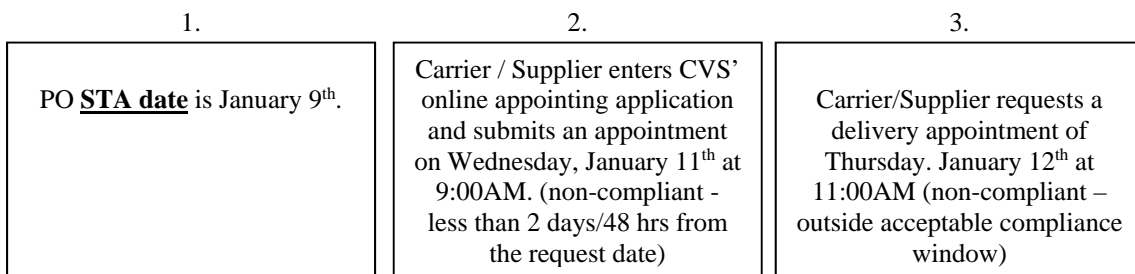 1.
2.
3.
PO STA date is January 9th.
Carrier / Supplier enters CVS’
online appointing application
and submits an appointment
on Wednesday, January 11th at
9:00AM. (non-compliant -
less than 2 days/48 hrs from
the request date)
Carrier/Supplier requests a
delivery appointment of
Thursday. January 12th at
11:00AM (non-compliant –
outside acceptable compliance
window)